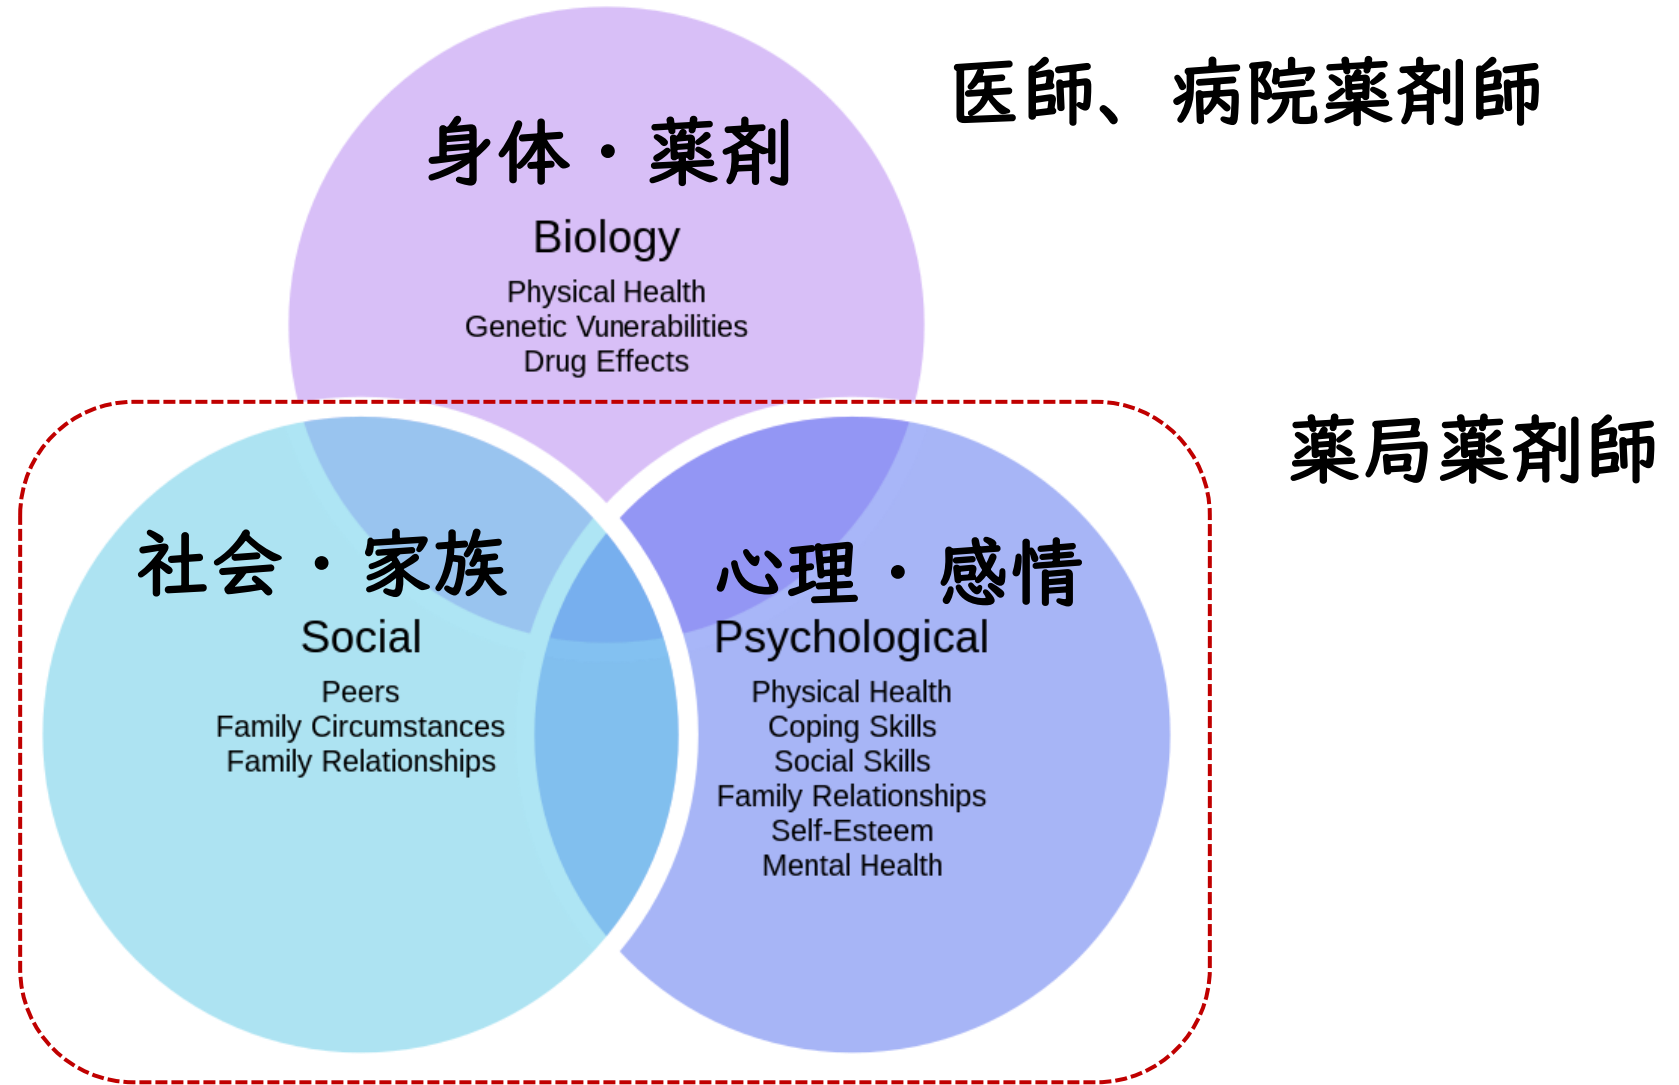 医師、病院薬剤師
身体・薬剤
Biology
Physical Health
Genetic Vunerabilities
Drug Effects
薬局薬剤師
社会・家族
Social
Peers
Family Circumstances
Family Relationships
心理・感情
Psychological
Physical Health
Coping Skills
Social Skills
Family Relationships
Self-Esteem
Mental Health